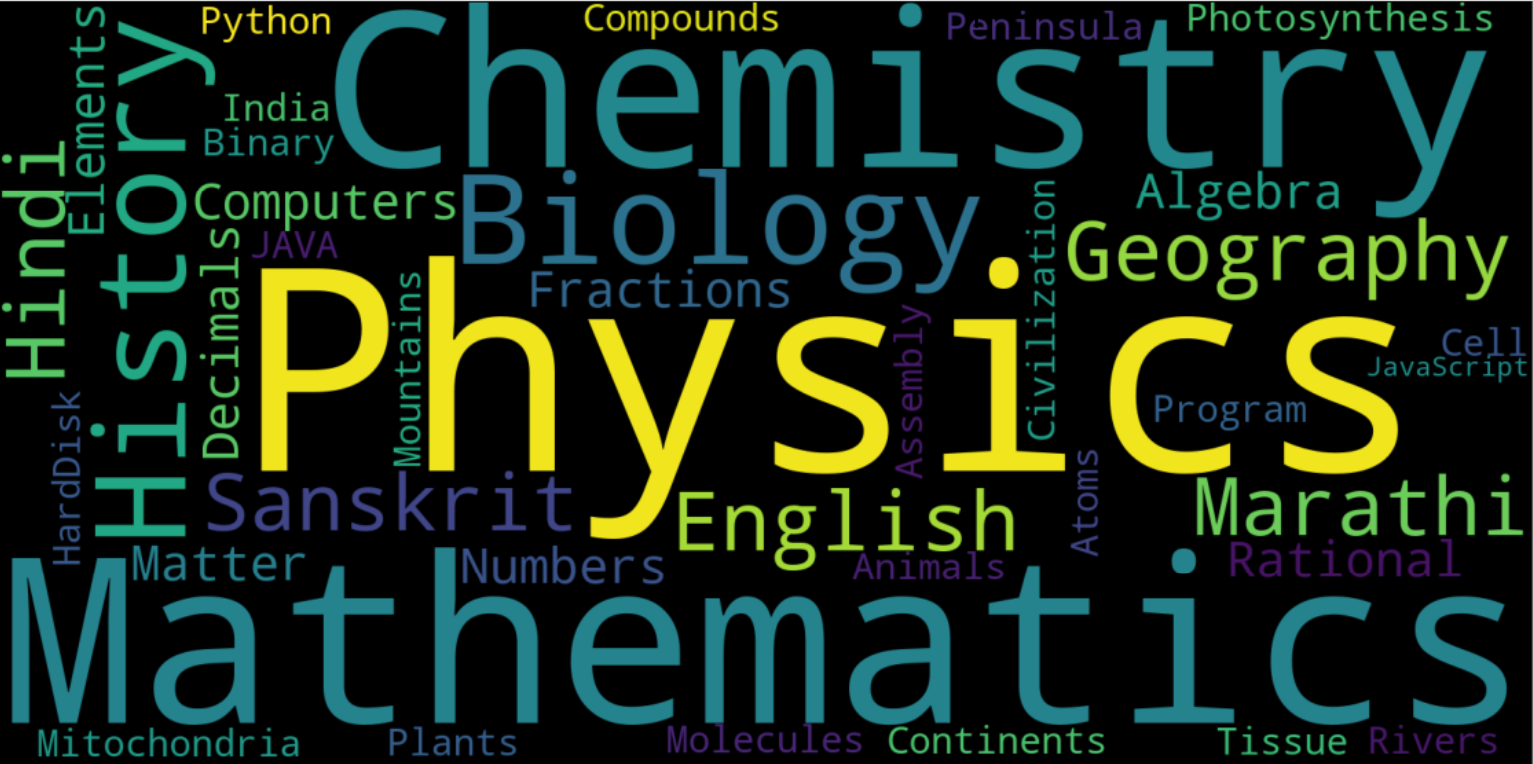 Python
Compounds
Peninsula
Photosynthesis
Chemistry
Elements
History
Hindi
India
Binary
Computers
Biology
Algebra
JAVA
Geography
Decimals
Mountains
Fractions
Civilization
Physics
Assembly
Cell
JavaScript
Program
HardDisk
Sanskrit
English
Atoms
Marathi
Matter
Numbers
Animals
Rational
Mathematics
Mitochondria
Plants
Molecules
Continents
Tissue
Rivers